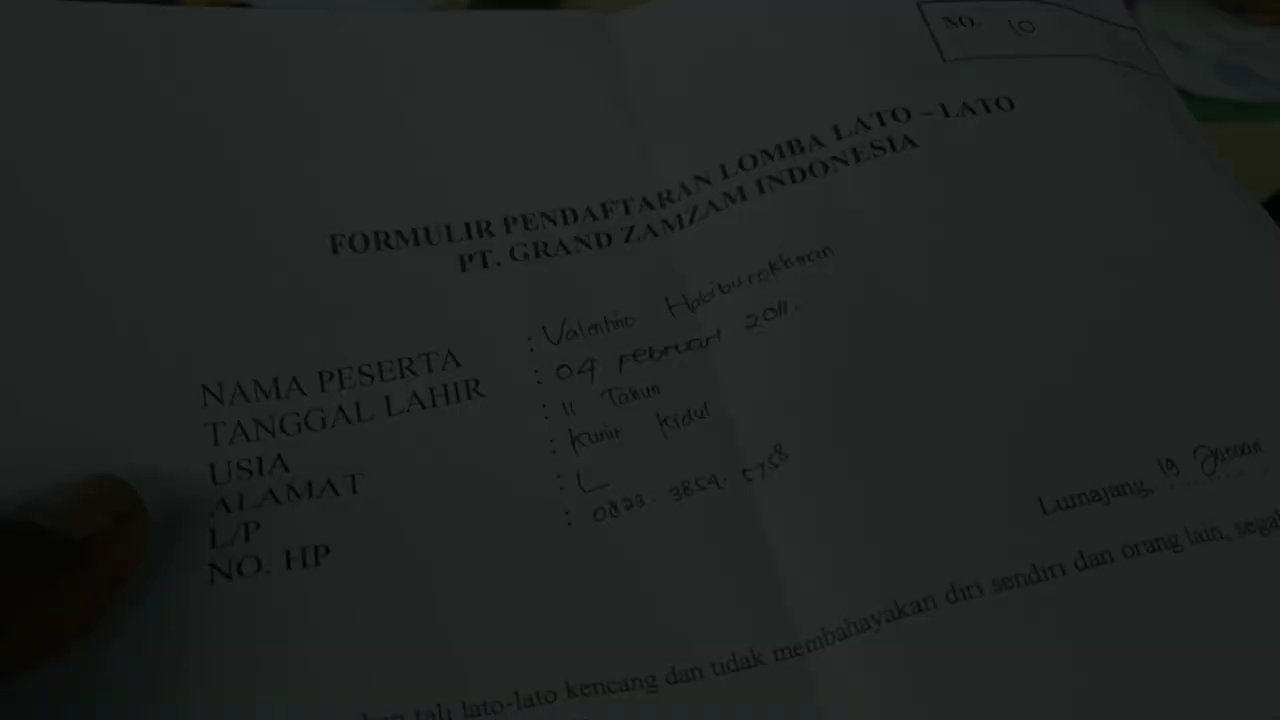 NO. 10
FORMULIR PENDAFTARAN LOMBA LATO – LATO
PT. GRAND ZAMZAM INDONESIA
NAMA PESERTA : Valentino Habiburokhman
TANGGAL LAHIR : 04 Februari 2011.
USIA : 11 Tahun
ALAMAT : Kunir Kidul
L/P : L
NO. HP : 0823. 3854. 5758
Lumajang, 19 Januari
tali lato-lato kencang dan tidak membahayakan diri sendiri dan orang lain,